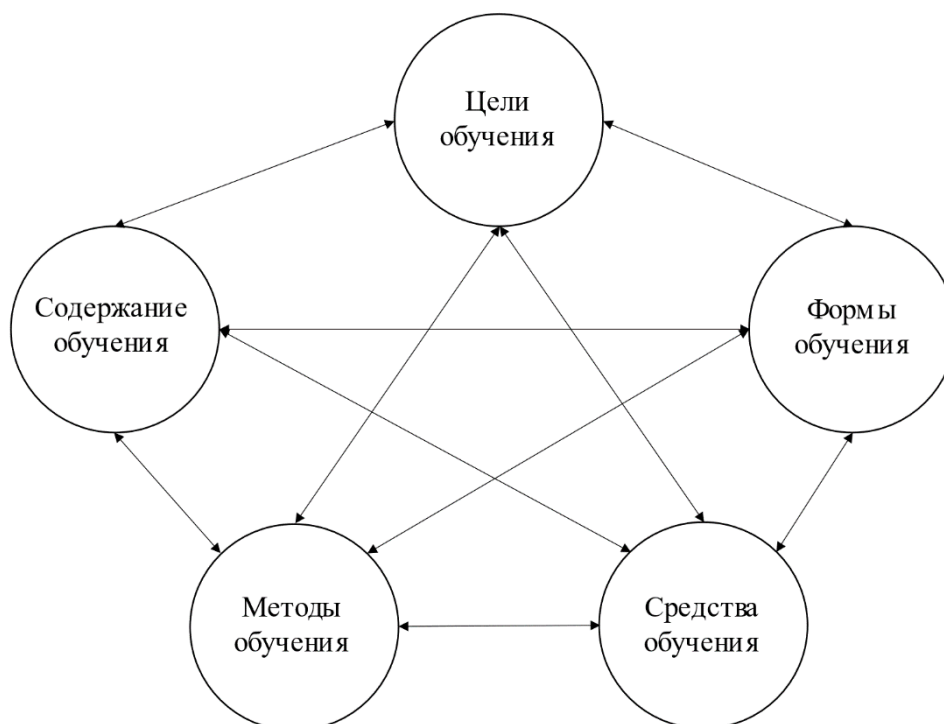 Цели
обучения
Содержание
обучения
Формы
обучения
Методы
обучения
Средства
обучения